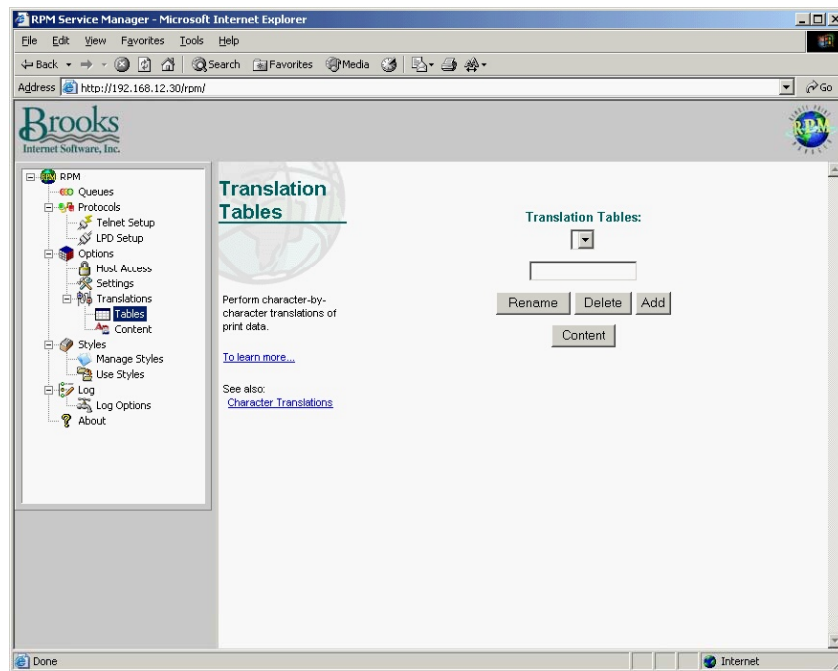 RPM Service Manager - Microsoft Internet Explorer
File Edit View Favorites Tools Help
Back Search Favorites Media
Address http://192.168.12.30/rpm/ Go
Brooks
Internet Software, Inc.
RPM
RPM
Queues
Protocols
Telnet Setup
LPD Setup
Options
Host Access
Settings
Translations
Tables
Content
Styles
Manage Styles
Use Styles
Log
Log Options
About
Translation
Tables
Perform character-by-
character translations of
print data.
To learn more...
See also:
Character Translations
Translation Tables:
Rename Delete Add
Content
Done Internet